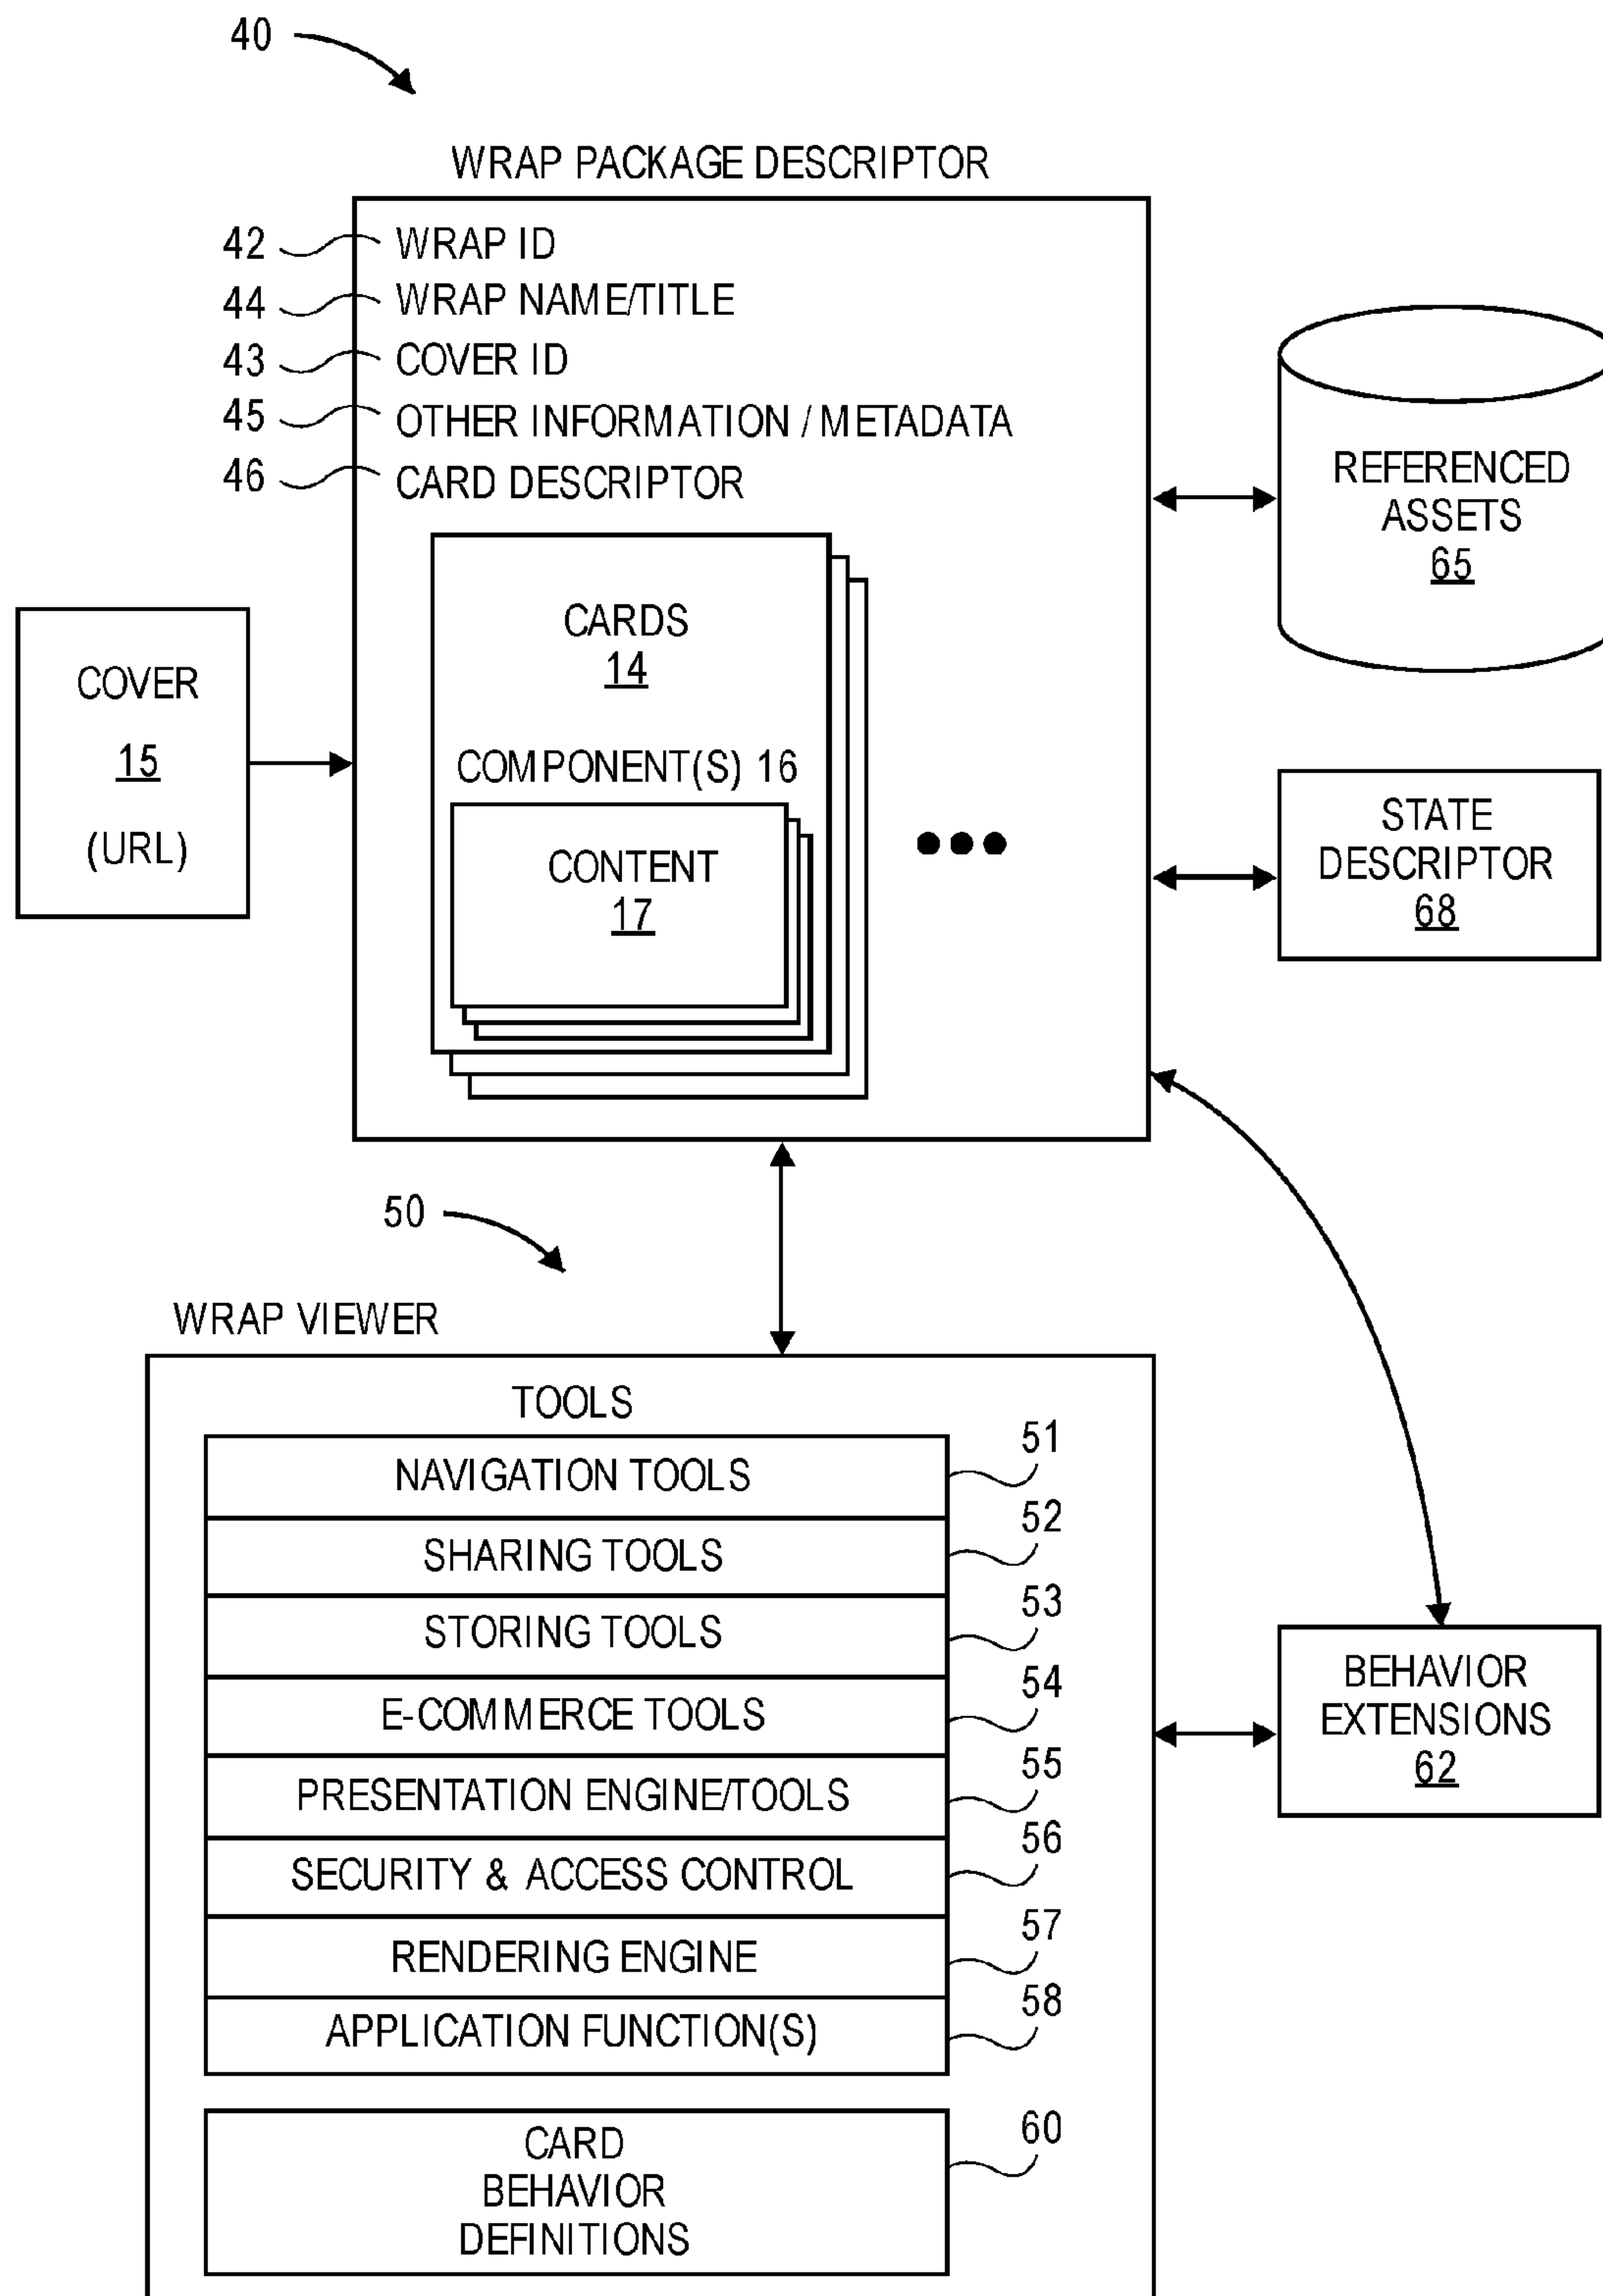 40
WRAP PACKAGE DESCRIPTOR
42 WRAP ID
44 WRAP NAME/TITLE
43 COVER ID
45 OTHER INFORMATION / METADATA
46 CARD DESCRIPTOR
CARDS
14
COMPONENT(S) 16
CONTENT
17
COVER
15
(URL)
REFERENCED
ASSETS
65
STATE
DESCRIPTOR
68
50
WRAP VIEWER
TOOLS
NAVIGATION TOOLS 51
SHARING TOOLS 52
STORING TOOLS 53
E-COMMERCE TOOLS 54
PRESENTATION ENGINE/TOOLS 55
SECURITY & ACCESS CONTROL 56
RENDERING ENGINE 57
APPLICATION FUNCTION(S) 58
CARD 60
BEHAVIOR
DEFINITIONS
BEHAVIOR
EXTENSIONS
62